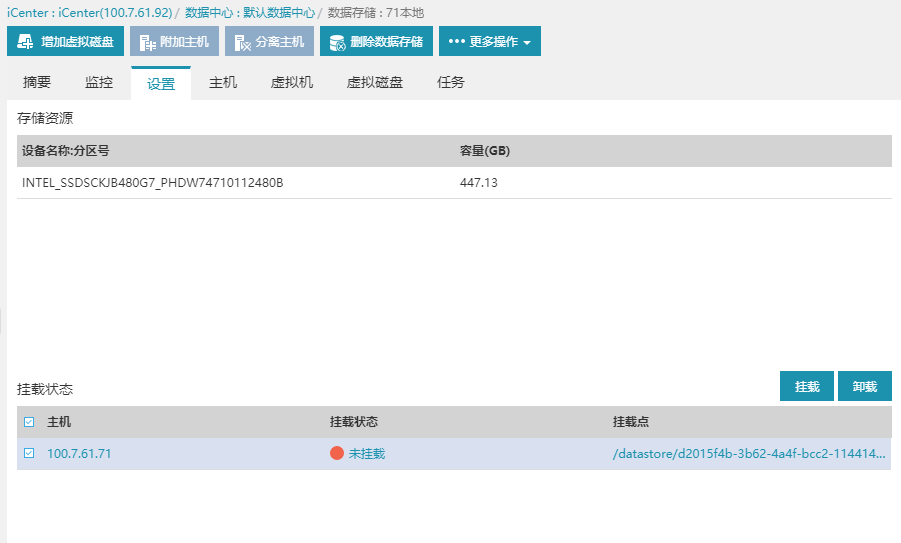 iCenter : iCenter(100.7.61.92) / 数据中心 : 默认数据中心 / 数据存储 : 71本地
增加虚拟磁盘 附加主机 分离主机 删除数据存储 更多操作
摘要 监控 设置 主机 虚拟机 虚拟磁盘 任务
存储资源
设备名称:分区号 容量(GB)
INTEL_SSDSCKJB480G7_PHDW74710112480B 447.13
挂载状态 挂载 卸载
主机 挂载状态 挂载点
100.7.61.71 未挂载 /datastore/d2015f4b-3b62-4a4f-bcc2-114414...